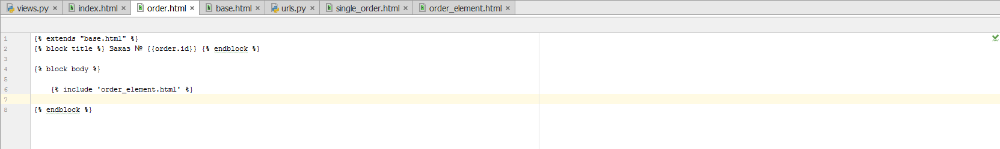 views.py index.html order.html base.html urls.py single_order.html order_element.html
1 {% extends "base.html" %}
2 {% block title %} Заказ № {{order.id}} {% endblock %}
3
4 {% block body %}
5
6 {% include 'order_element.html' %}
7
8 {% endblock %}